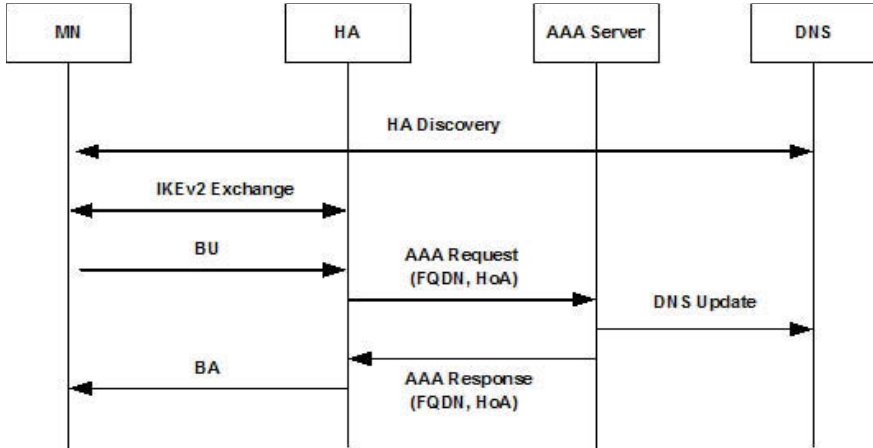 MN
HA
AAA Server
DNS
HA Discovery
IKEv2 Exchange
BU
AAA Request
(FQDN, HoA)
DNS Update
BA
AAA Response
(FQDN, HoA)